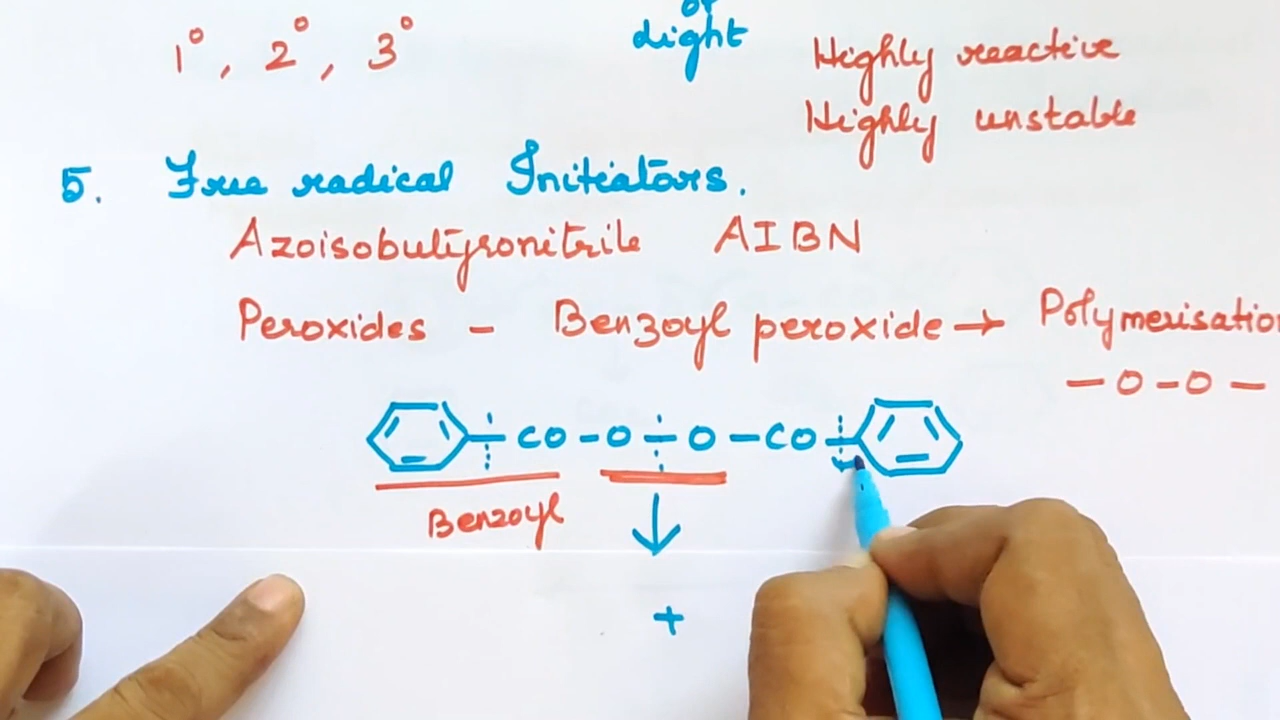 or
1°, 2°, 3°
light
Highly reactive
Highly unstable
5. Free radical Initiators.
Azoisobutyronitrile AIBN
Peroxides - Benzoyl peroxide → Polymerisation
- O - O -
- CO - O - O - CO -
Benzoyl
+